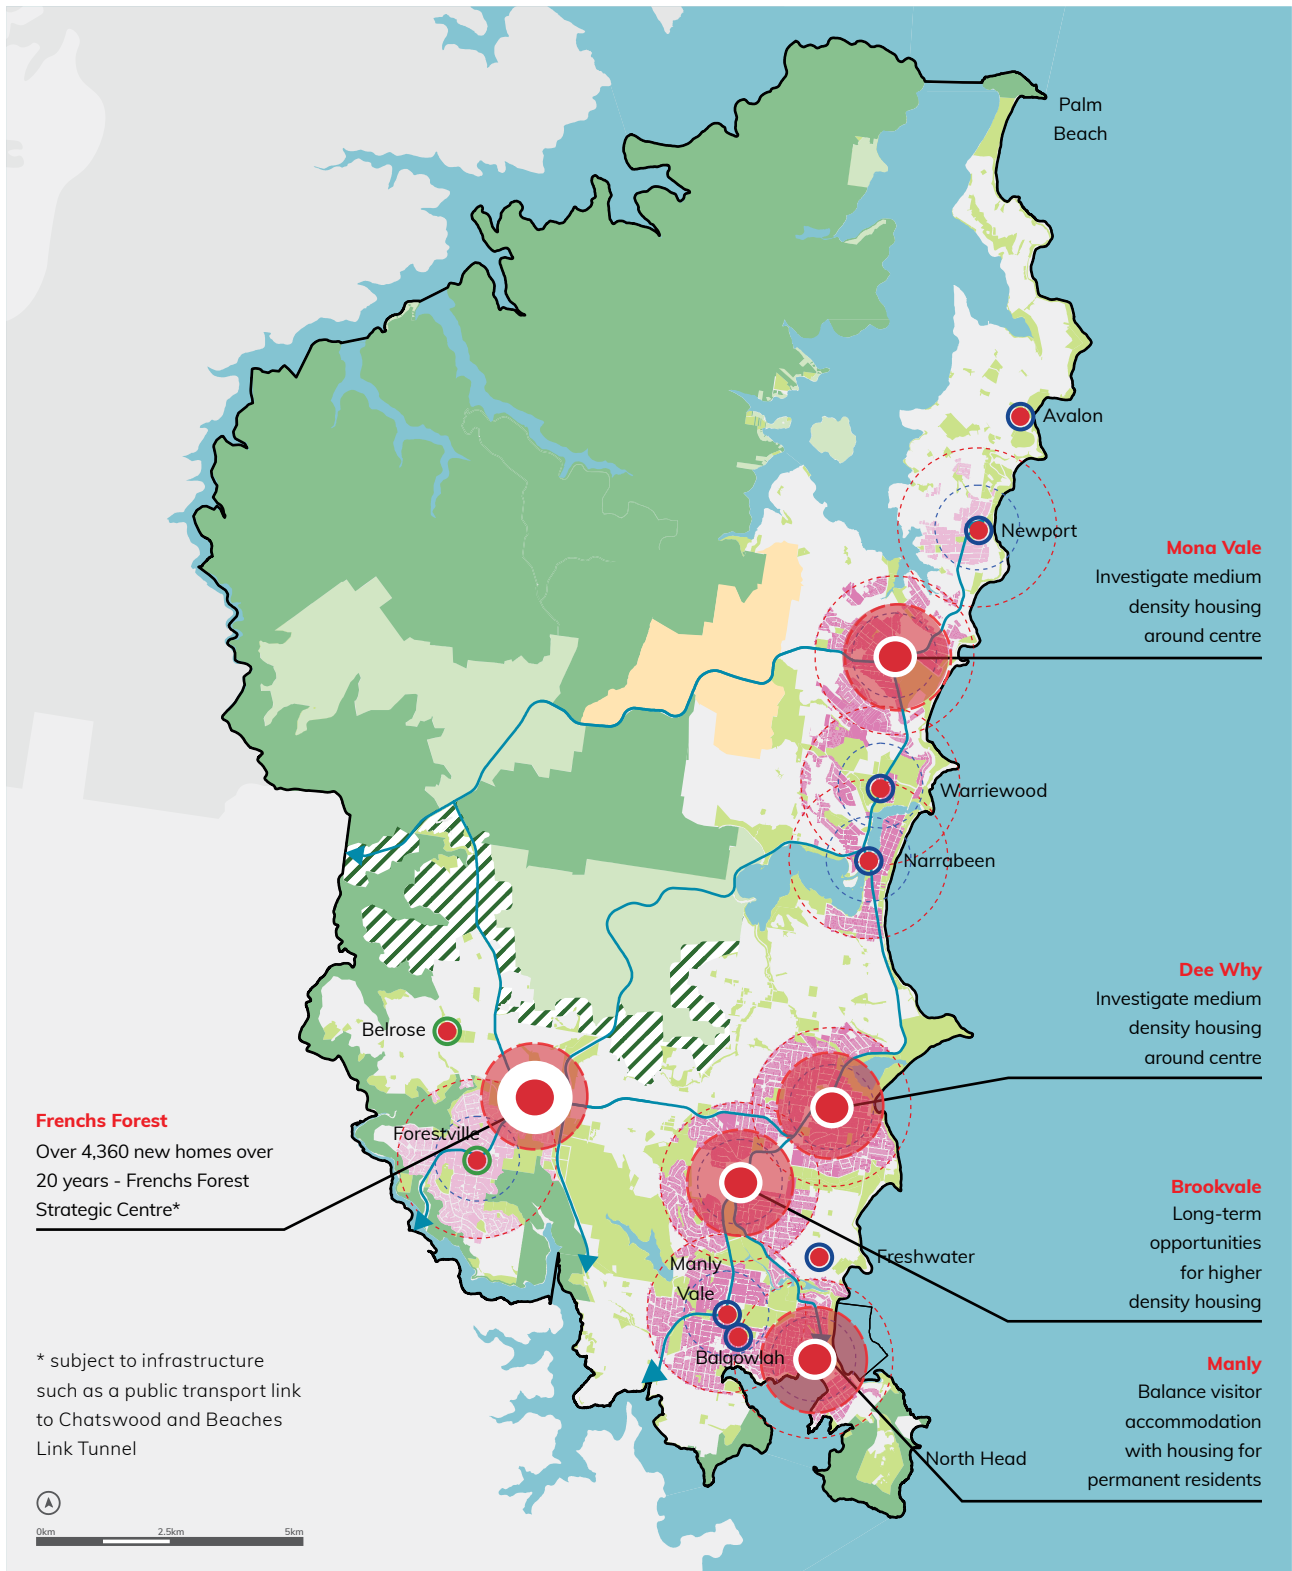 Palm
Beach
Avalon
Newport
Mona Vale
Investigate medium
density housing
around centre
Warriewood
Narrabeen
Dee Why
Investigate medium
density housing
around centre
Belrose
Frenchs Forest
Over 4,360 new homes over
20 years - Frenchs Forest
Strategic Centre*
Forestville
Brookvale
Long-term
opportunities
for higher
density housing
Freshwater
Manly
Vale
Balgowlah
Manly
Balance visitor
accommodation
with housing for
permanent residents
North Head
* subject to infrastructure
such as a public transport link
to Chatswood and Beaches
Link Tunnel
0km 2.5km 5km